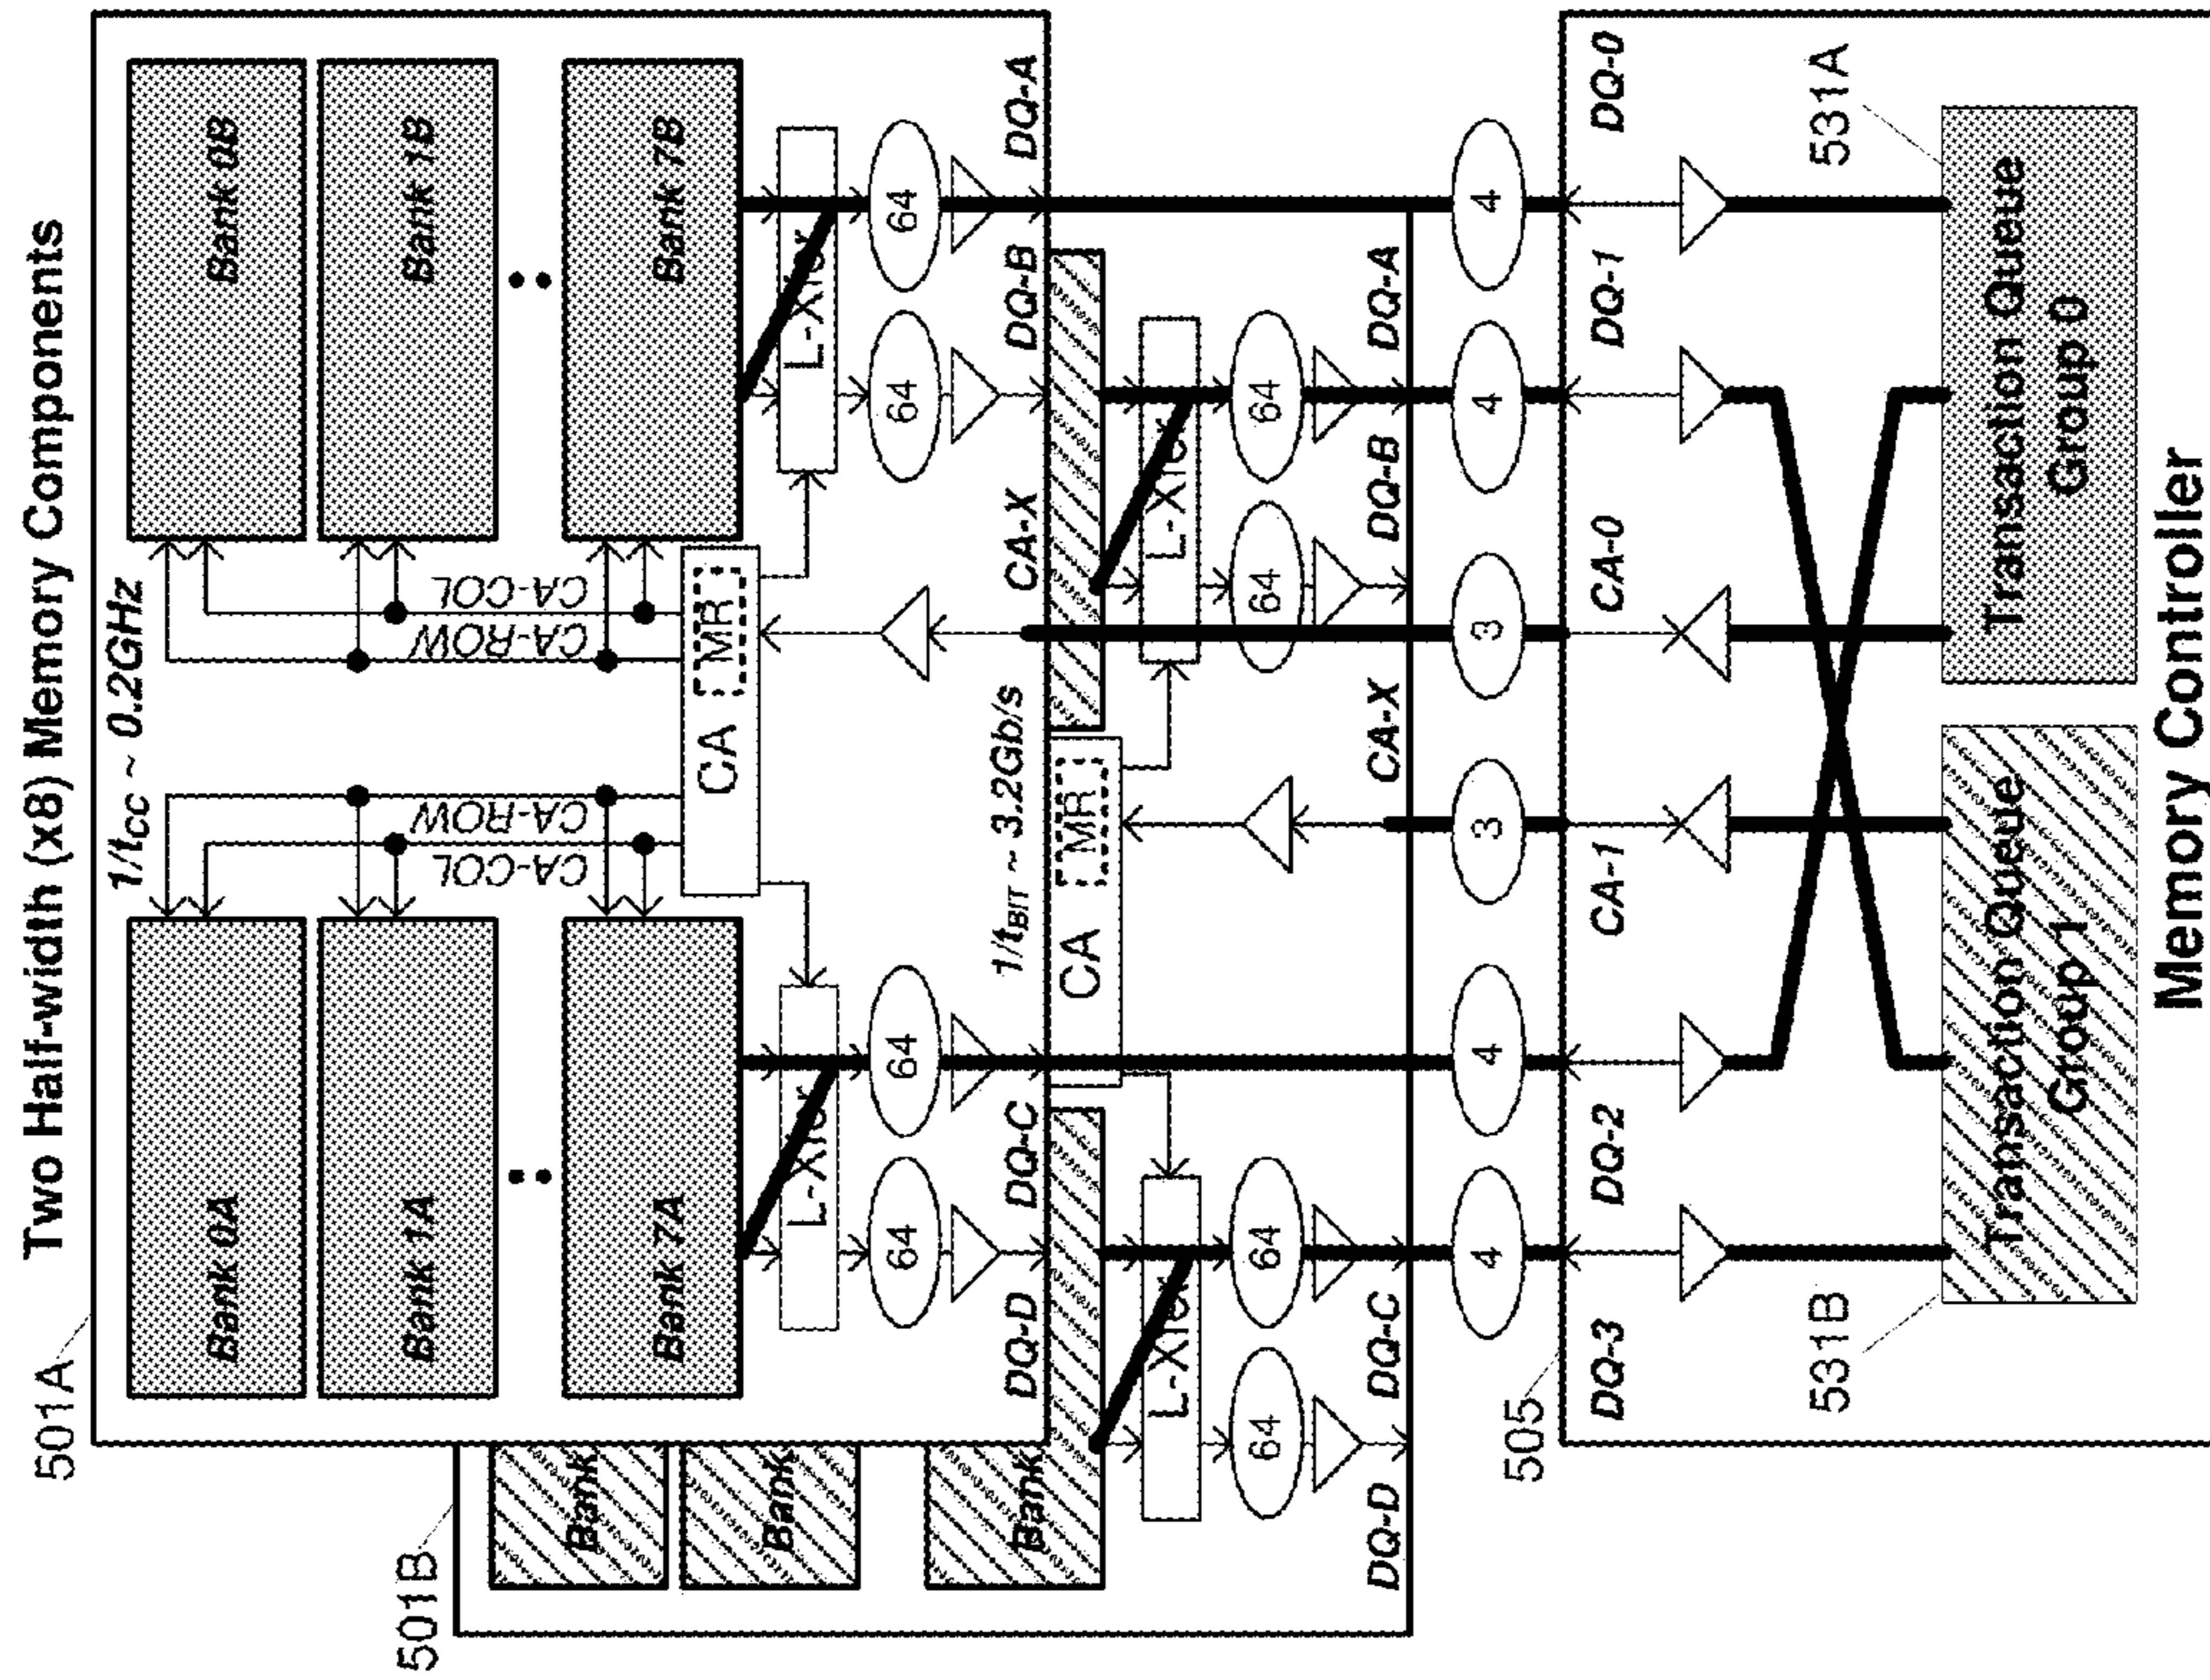 Two Half-width (x8) Memory Components
501A
1/tCC ~ 0.2GHz
Bank 0A
Bank 0B
Bank 1A
Bank 1B
Bank 7A
Bank 7B
CA-COL
CA-ROW
CA-ROW
CA-COL
CA
MR
L-Xfer
L-Xfer
64
64
64
64
DQ-D
DQ-C
1/tBIT ~ 3.2Gb/s
CA-X
DQ-B
DQ-A
501B
Bank
Bank
Bank
CA
MR
L-Xfer
L-Xfer
64
64
64
64
DQ-D
DQ-C
CA-X
DQ-B
DQ-A
4
4
3
3
4
4
505
DQ-3
DQ-2
CA-1
CA-0
DQ-1
DQ-0
531B
531A
Transaction Queue
Group 1
Transaction Queue
Group 0
Memory Controller